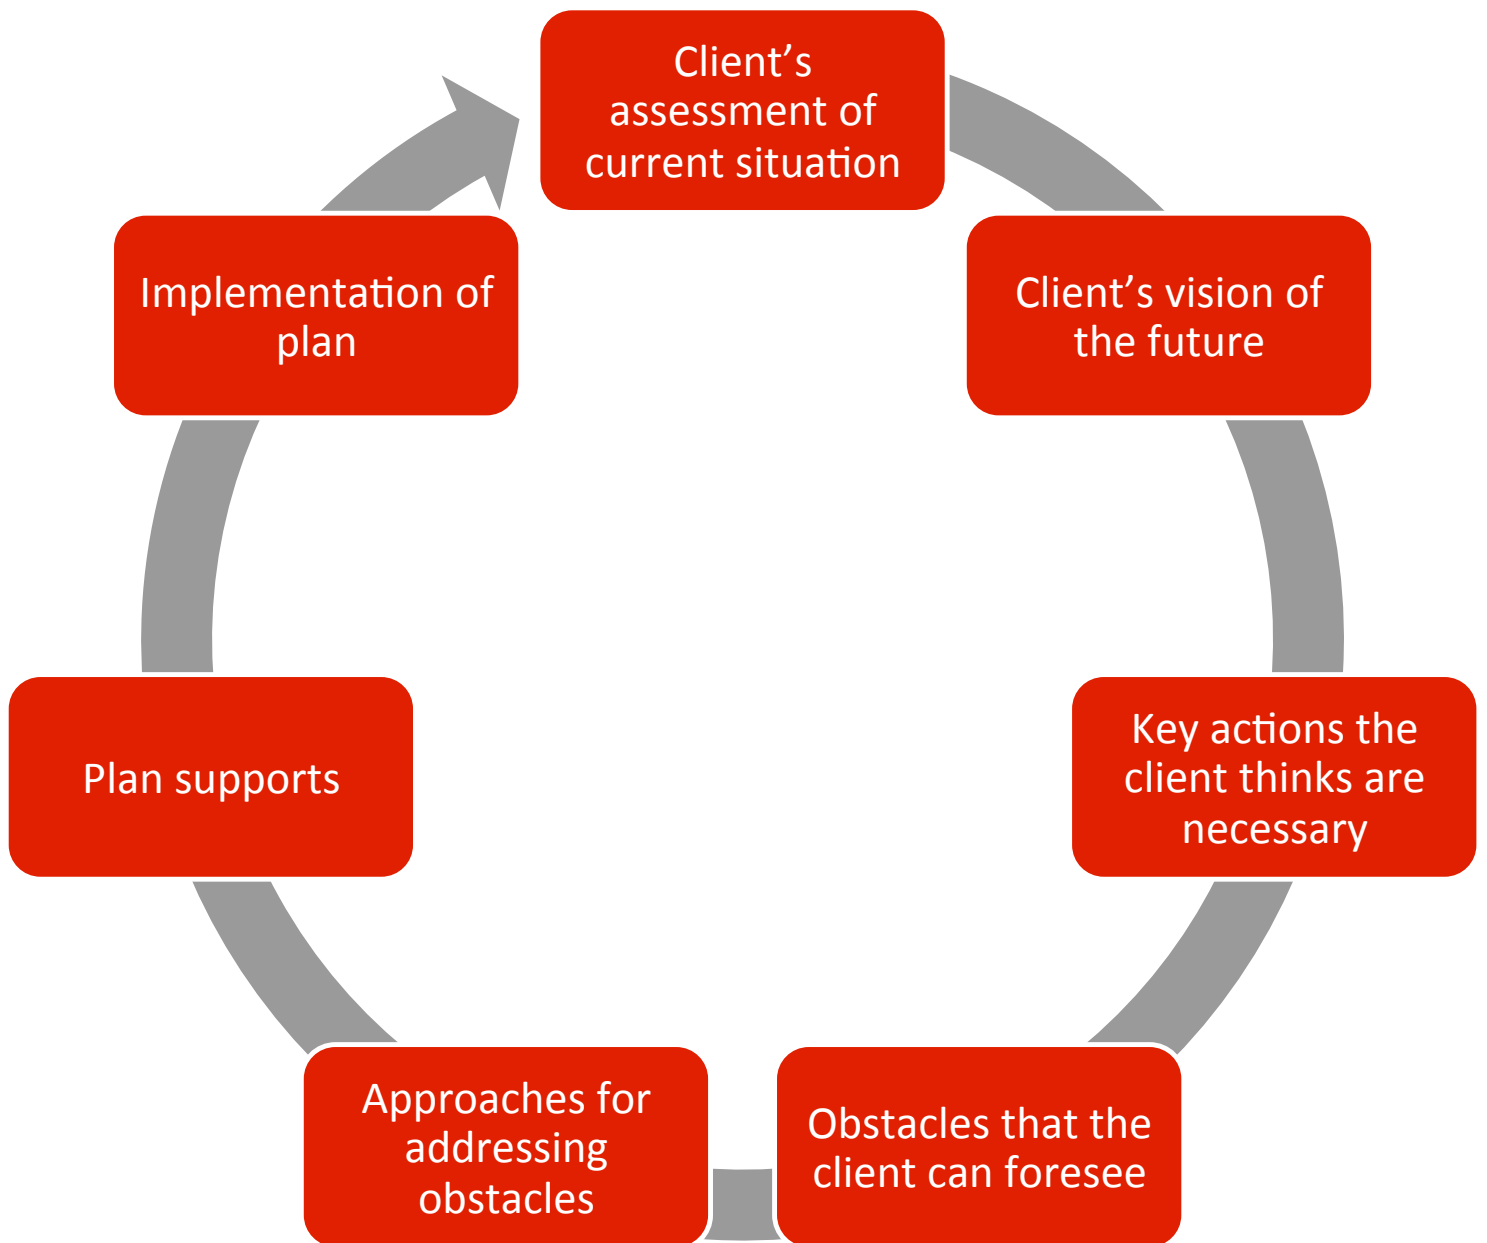 Client’s
assessment of
current situation
Client’s vision of
the future
Key actions the
client thinks are
necessary
Obstacles that the
client can foresee
Approaches for
addressing
obstacles
Plan supports
Implementation of
plan